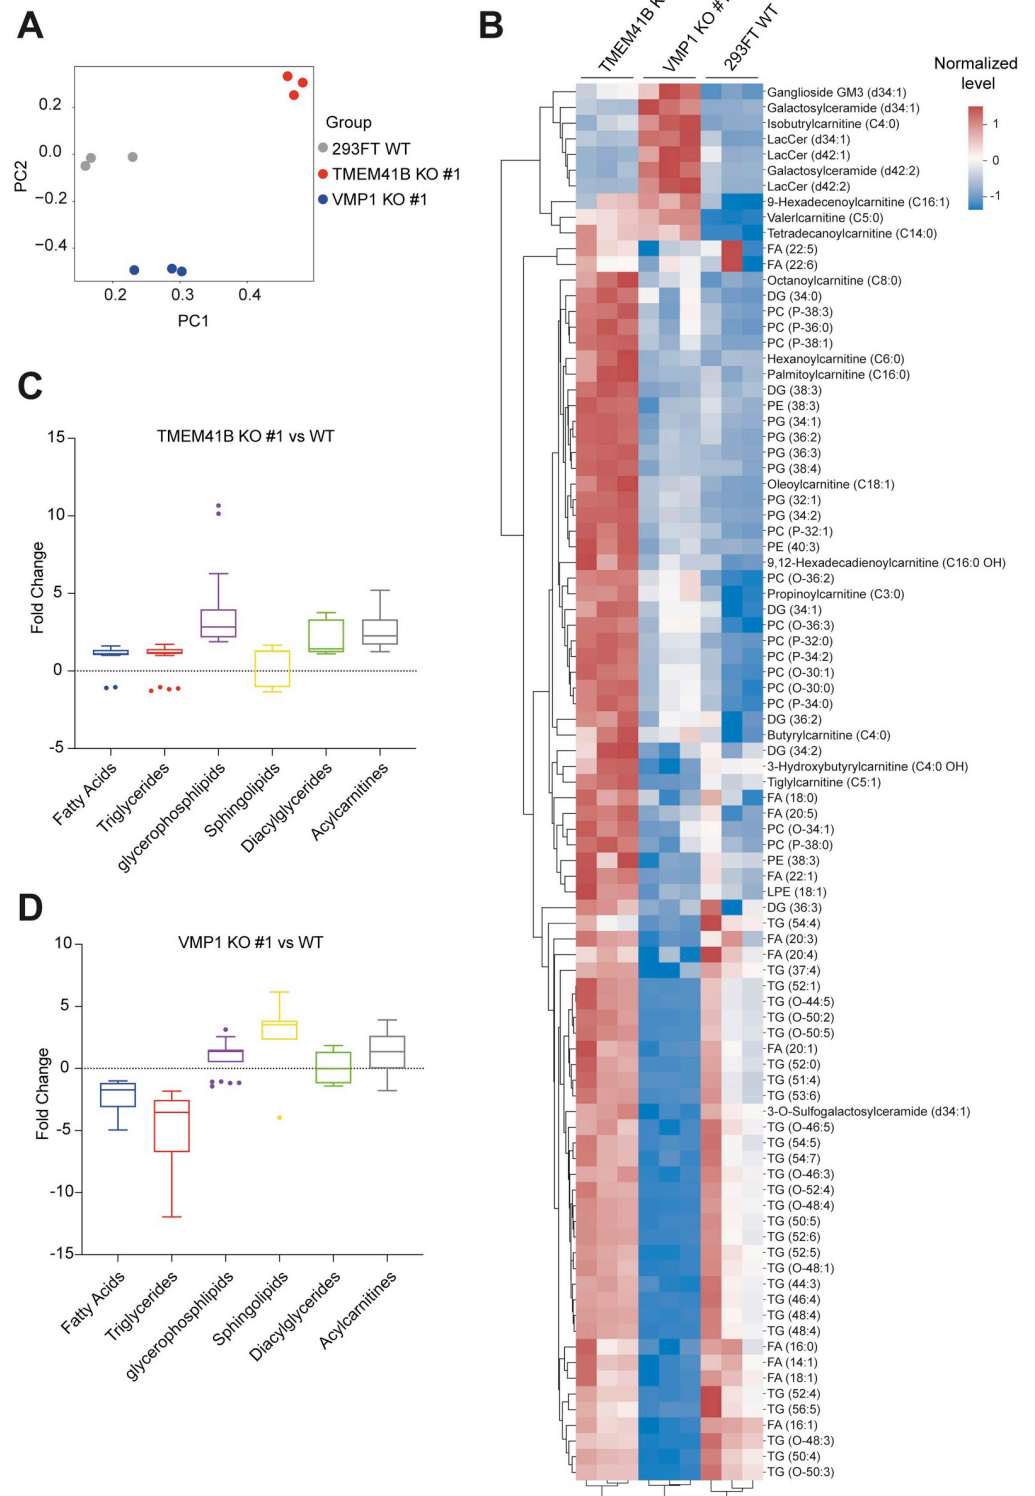 A
0.2
0.0
−0.2
−0.4
PC2
0.2
0.3
0.4
PC1
Group
293FT WT
TMEM41B KO #1
VMP1 KO #1
B
TMEM41B
VMP1 KO
293FT WT
Normalized
level
1
0
-1
Ganglioside GM3 (d34:1)
Galactosylceramide (d34:1)
Isobutrylcarnitine (C4:0)
LacCer (d34:1)
LacCer (d42:1)
Galactosylceramide (d42:2)
LacCer (d42:2)
9-Hexadecenoylcarnitine (C16:1)
Valerlcarnitine (C5:0)
Tetradecanoylcarnitine (C14:0)
FA (22:5)
FA (22:6)
Octanoylcarnitine (C8:0)
DG (34:0)
PC (P-38:3)
PC (P-36:0)
PC (P-38:1)
Hexanoylcarnitine (C6:0)
Palmitoylcarnitine (C16:0)
DG (38:3)
PE (38:3)
PG (34:1)
PG (36:2)
PG (36:3)
PG (38:4)
Oleoylcarnitine (C18:1)
PG (32:1)
PG (34:2)
PC (P-32:1)
PE (40:3)
9,12-Hexadecadienoylcarnitine (C16:0 OH)
PC (O-36:2)
Propinoylcarnitine (C3:0)
DG (34:1)
PC (O-36:3)
PC (P-32:0)
PC (P-34:2)
PC (O-30:1)
PC (O-30:0)
PC (P-34:0)
DG (36:2)
Butyrylcarnitine (C4:0)
DG (34:2)
3-Hydroxybutyrylcarnitine (C4:0 OH)
Tiglylcarnitine (C5:1)
FA (18:0)
FA (20:5)
PC (O-34:1)
PC (P-38:0)
PE (38:3)
FA (22:1)
LPE (18:1)
DG (36:3)
TG (54:4)
FA (20:3)
FA (20:4)
TG (37:4)
TG (52:1)
TG (O-44:5)
TG (O-50:2)
TG (O-50:5)
FA (20:1)
TG (52:0)
TG (51:4)
TG (53:6)
3-O-Sulfogalactosylceramide (d34:1)
TG (O-46:5)
TG (54:5)
TG (54:7)
TG (O-46:3)
TG (O-52:4)
TG (O-48:4)
TG (50:5)
TG (52:6)
TG (52:5)
TG (O-48:1)
TG (44:3)
TG (46:4)
TG (48:4)
TG (48:4)
FA (16:0)
FA (14:1)
FA (18:1)
TG (52:4)
TG (56:5)
FA (16:1)
TG (O-48:3)
TG (50:4)
TG (O-50:3)
C
TMEM41B KO #1 vs WT
15
10
5
0
-5
Fold Change
Fatty Acids
Triglycerides
glycerophosphlipids
Sphingolipids
Diacylglycerides
Acylcarnitines
D
VMP1 KO #1 vs WT
10
5
0
-5
-10
-15
Fold Change
Fatty Acids
Triglycerides
glycerophosphlipids
Sphingolipids
Diacylglycerides
Acylcarnitines